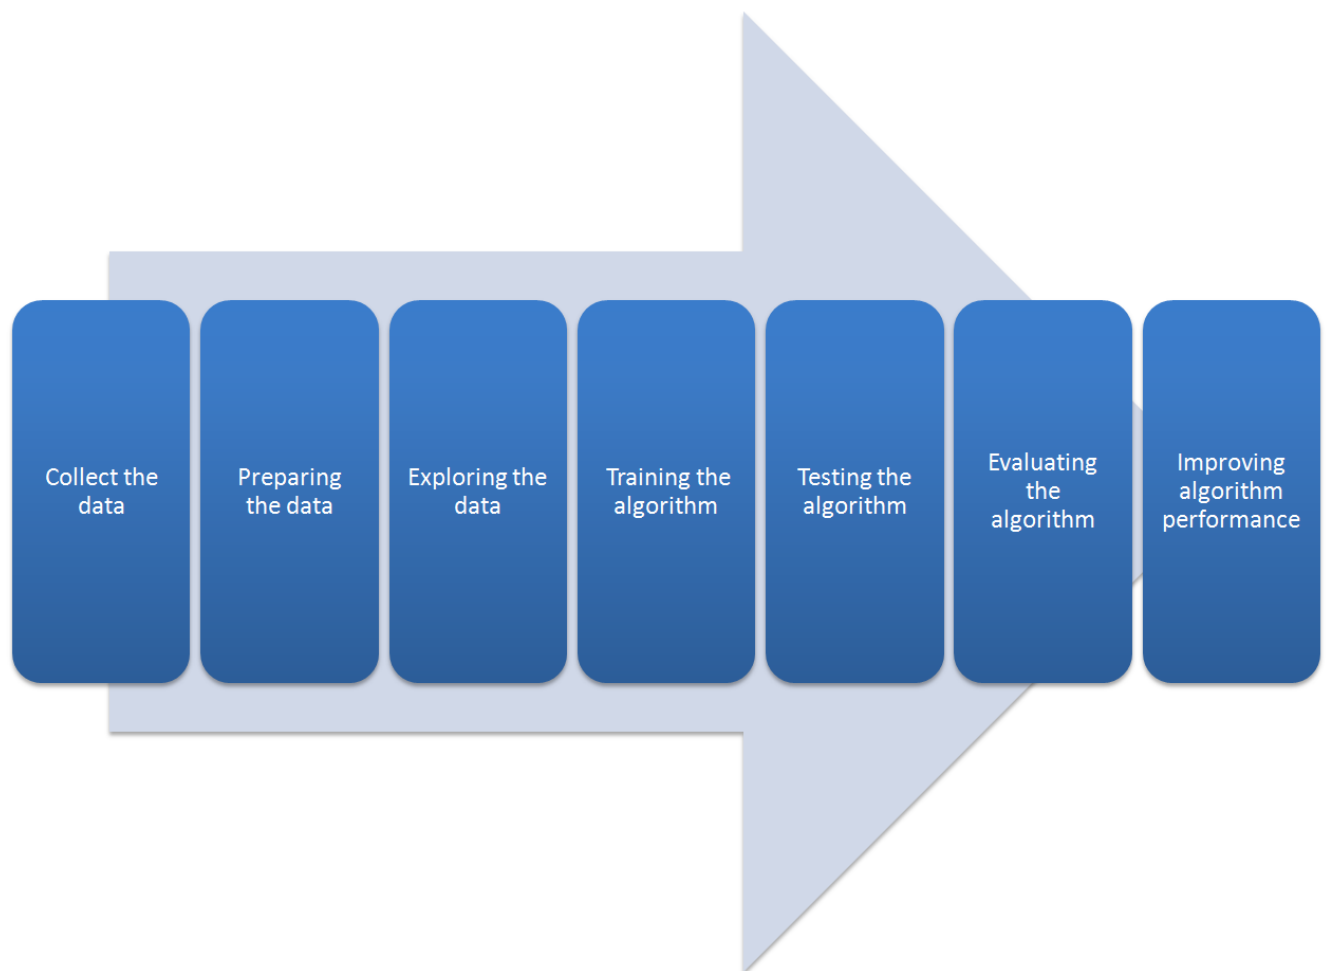 Collect the
data
Preparing
the data
Exploring the
data
Training the
algorithm
Testing the
algorithm
Evaluating
the
algorithm
Improving
algorithm
performance